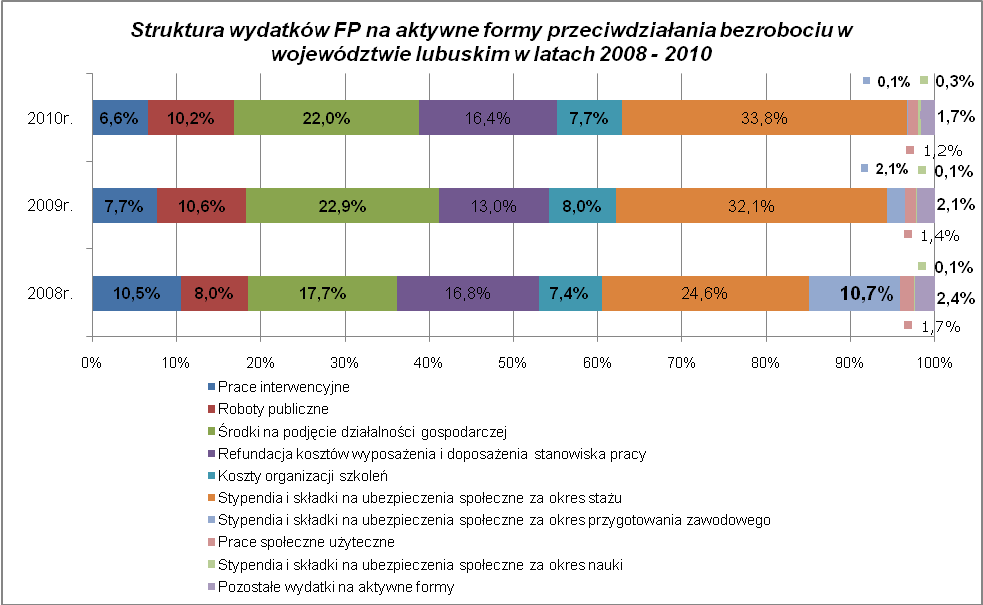 Struktura wydatków FP na aktywne formy przeciwdziałania bezrobociu w
województwie lubuskim w latach 2008 - 2010
0,1% 0,3%
2010r. 6,6% 10,2% 22,0% 16,4% 7,7% 33,8% 1,7%
1,2%
2,1% 0,1%
2009r. 7,7% 10,6% 22,9% 13,0% 8,0% 32,1% 2,1%
1,4%
0,1%
2008r. 10,5% 8,0% 17,7% 16,8% 7,4% 24,6% 10,7% 2,4%
1,7%
0% 10% 20% 30% 40% 50% 60% 70% 80% 90% 100%
Prace interwencyjne
Roboty publiczne
Środki na podjęcie działalności gospodarczej
Refundacja kosztów wyposażenia i doposażenia stanowiska pracy
Koszty organizacji szkoleń
Stypendia i składki na ubezpieczenia społeczne za okres stażu
Stypendia i składki na ubezpieczenia społeczne za okres przygotowania zawodowego
Prace społeczne użyteczne
Stypendia i składki na ubezpieczenia społeczne za okres nauki
Pozostałe wydatki na aktywne formy